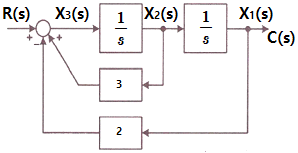 R(s) X₃(s) 1/s X₂(s) 1/s X₁(s)
C(s)
+ − +
3
2